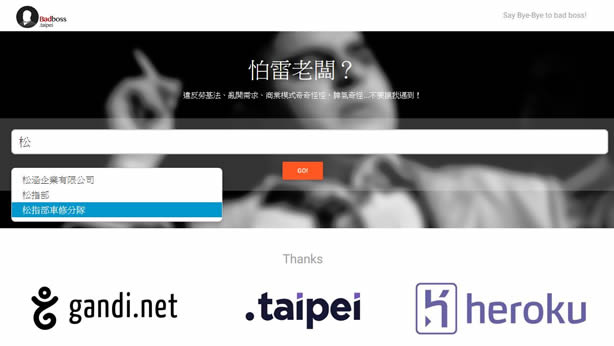 Badboss
.taipei
Say Bye-Bye to bad boss!
怕雷老闆？
違反勞基法、亂開需求、商業模式奇奇怪怪、脾氣奇怪...不要讓我遇到！
松
GO!
松涵企業有限公司
松指部
松指部車修分隊
Thanks
gandi.net
.taipei
heroku